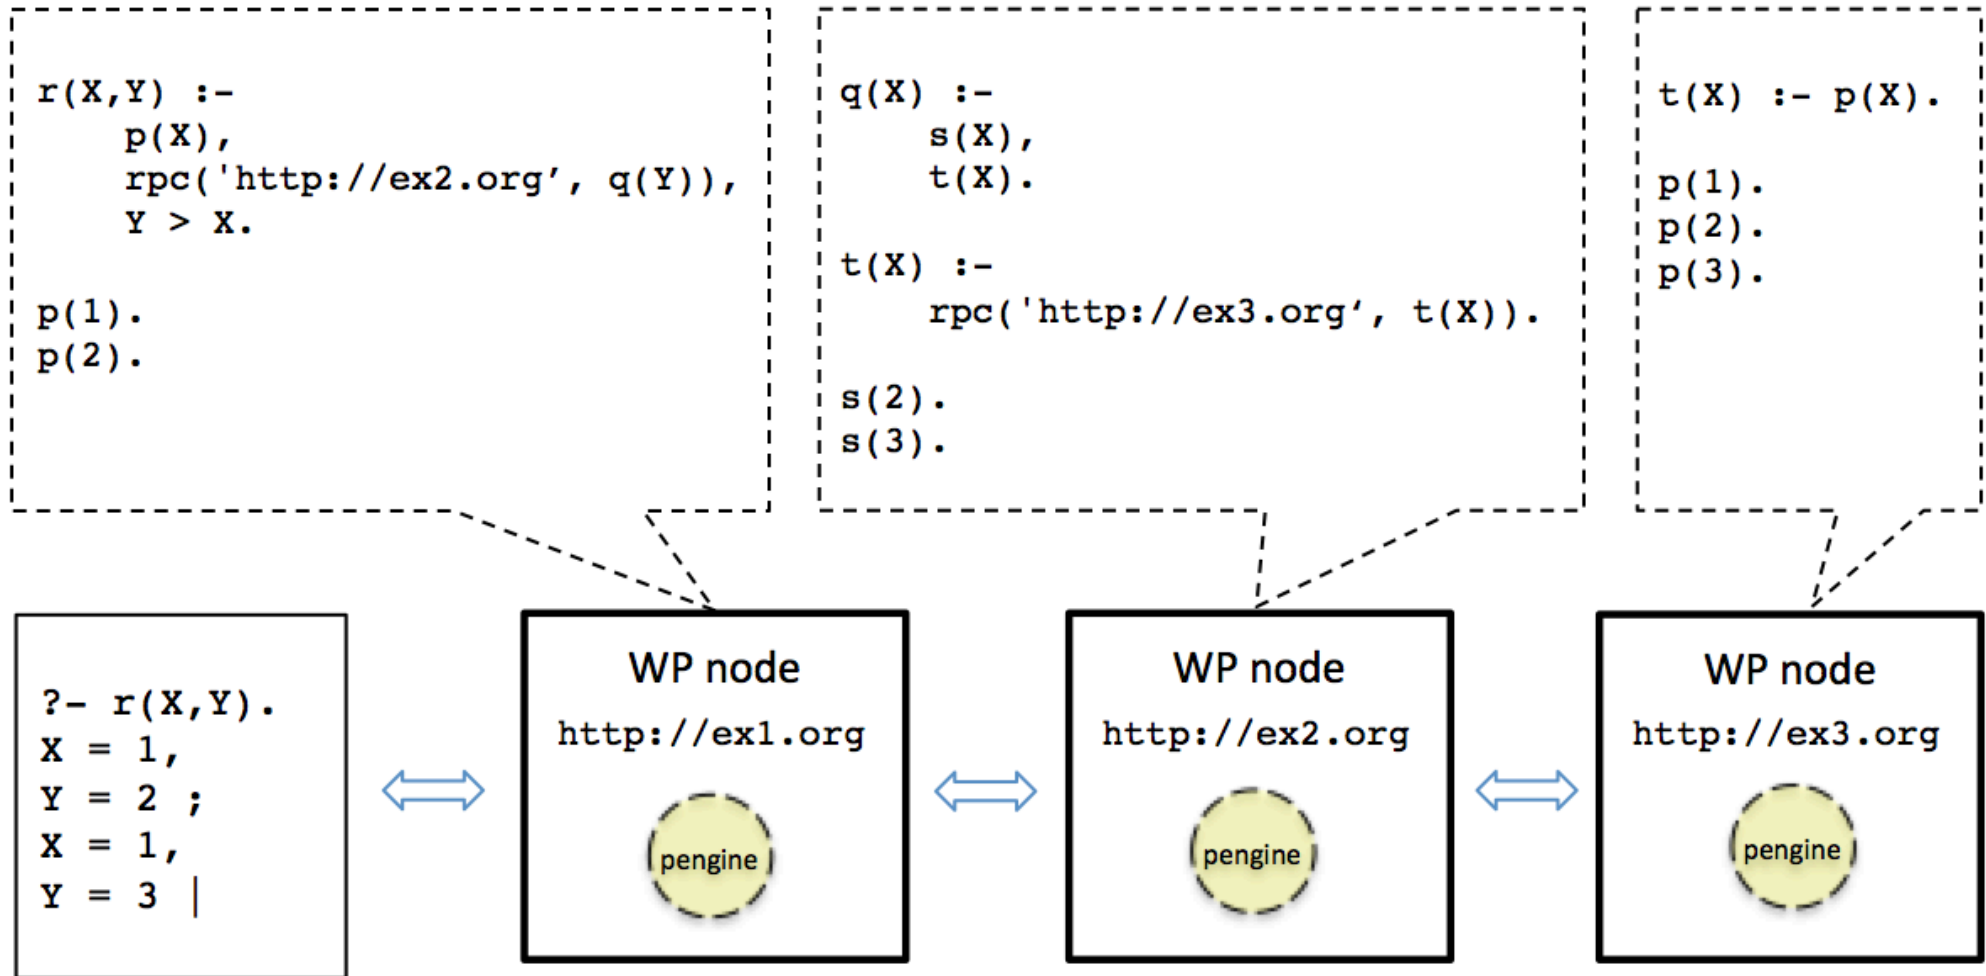 r(X,Y) :-
    p(X),
    rpc('http://ex2.org’, q(Y)),
    Y > X.
p(1).
p(2).
q(X) :-
    s(X),
    t(X).
t(X) :-
    rpc('http://ex3.org‘, t(X)).
s(2).
s(3).
t(X) :- p(X).
p(1).
p(2).
p(3).
?- r(X,Y).
X = 1,
Y = 2 ;
X = 1,
Y = 3 |
WP node
http://ex1.org
pengine
WP node
http://ex2.org
pengine
WP node
http://ex3.org
pengine